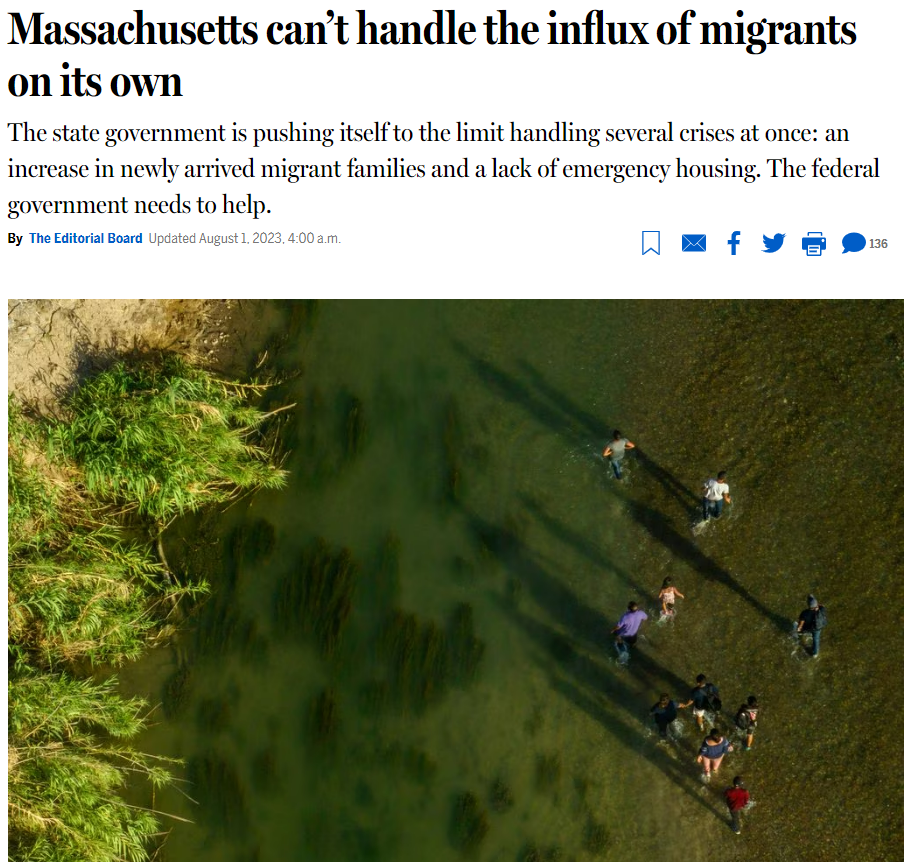 Massachusetts can’t handle the influx of migrants
on its own
The state government is pushing itself to the limit handling several crises at once: an
increase in newly arrived migrant families and a lack of emergency housing. The federal
government needs to help.
By The Editorial Board Updated August 1, 2023, 4:00 a.m.
136